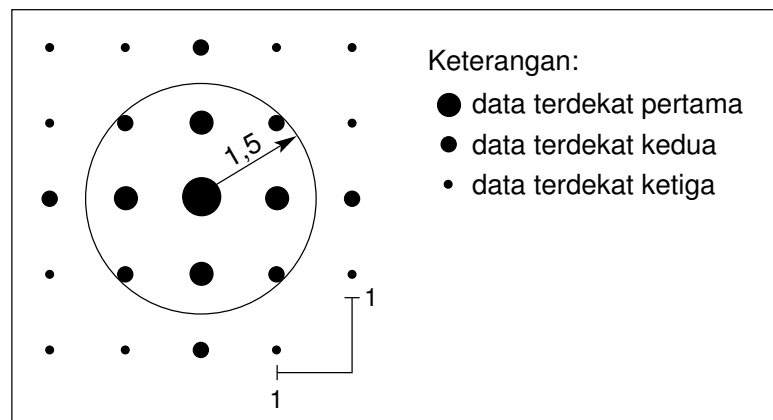 Keterangan:
data terdekat pertama
data terdekat kedua
data terdekat ketiga
1,5
1
1